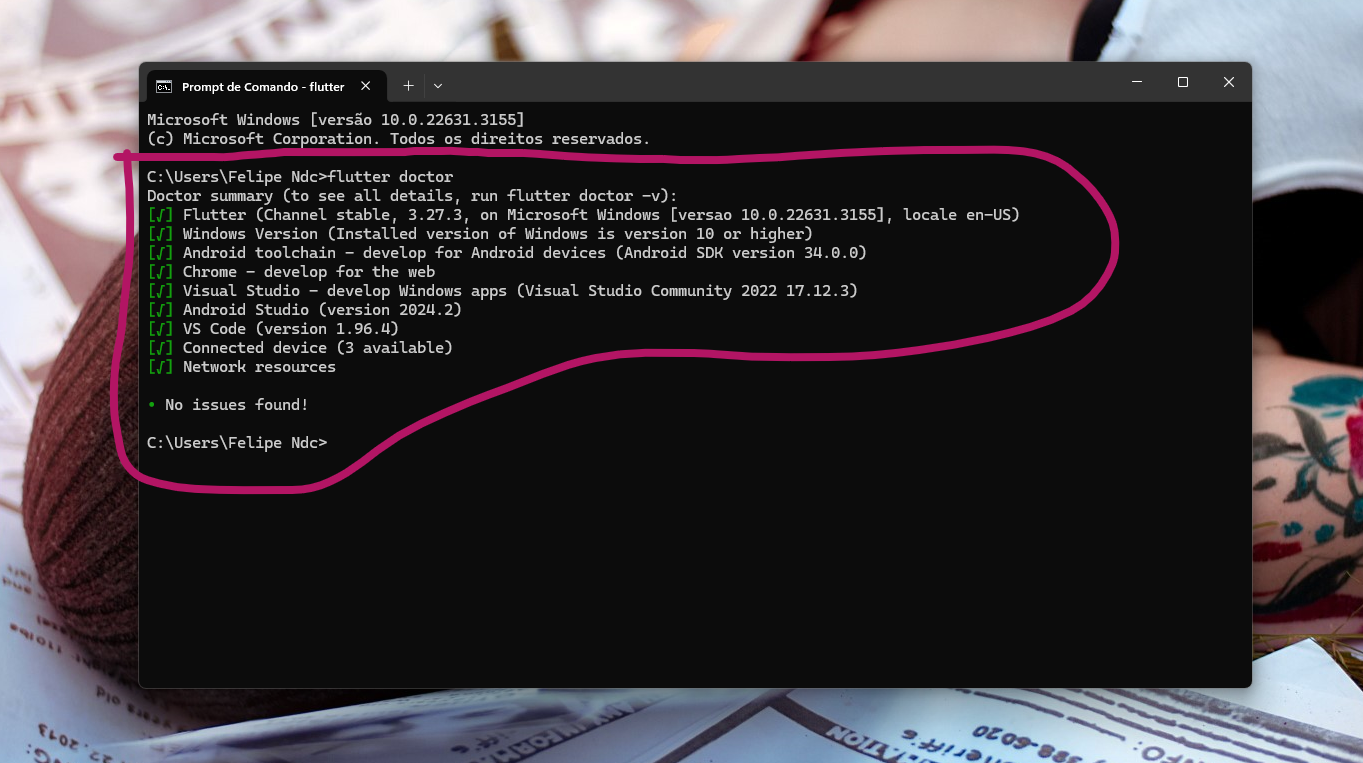 Prompt de Comando - flutter
Microsoft Windows [versão 10.0.22631.3155]
(c) Microsoft Corporation. Todos os direitos reservados.
C:\Users\Felipe Ndc>flutter doctor
Doctor summary (to see all details, run flutter doctor -v):
[√] Flutter (Channel stable, 3.27.3, on Microsoft Windows [versao 10.0.22631.3155], locale en-US)
[√] Windows Version (Installed version of Windows is version 10 or higher)
[√] Android toolchain - develop for Android devices (Android SDK version 34.0.0)
[√] Chrome - develop for the web
[√] Visual Studio - develop Windows apps (Visual Studio Community 2022 17.12.3)
[√] Android Studio (version 2024.2)
[√] VS Code (version 1.96.4)
[√] Connected device (3 available)
[√] Network resources
• No issues found!
C:\Users\Felipe Ndc>